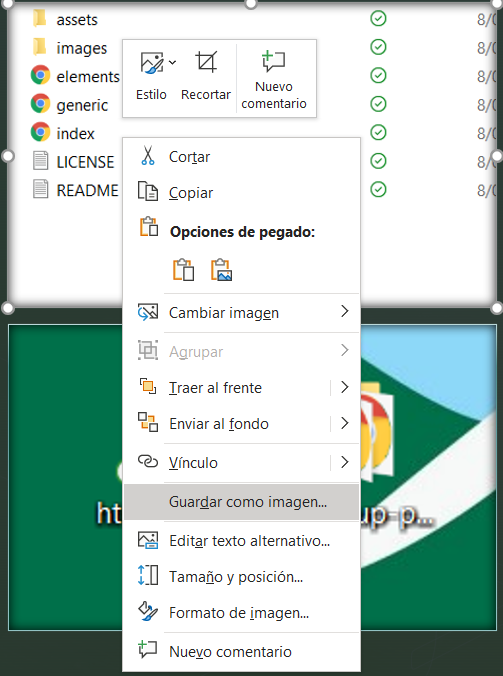 assets
8/0
images
8/0
elements
8/0
generic
8/0
index
8/0
LICENSE
8/0
README
8/0
Estilo
Recortar
Nuevo
comentario
Cortar
Copiar
Opciones de pegado:
Cambiar imagen
Agrupar
Traer al frente
Enviar al fondo
Vínculo
Guardar como imagen...
Editar texto alternativo...
Tamaño y posición...
Formato de imagen...
Nuevo comentario
ht
up-p...